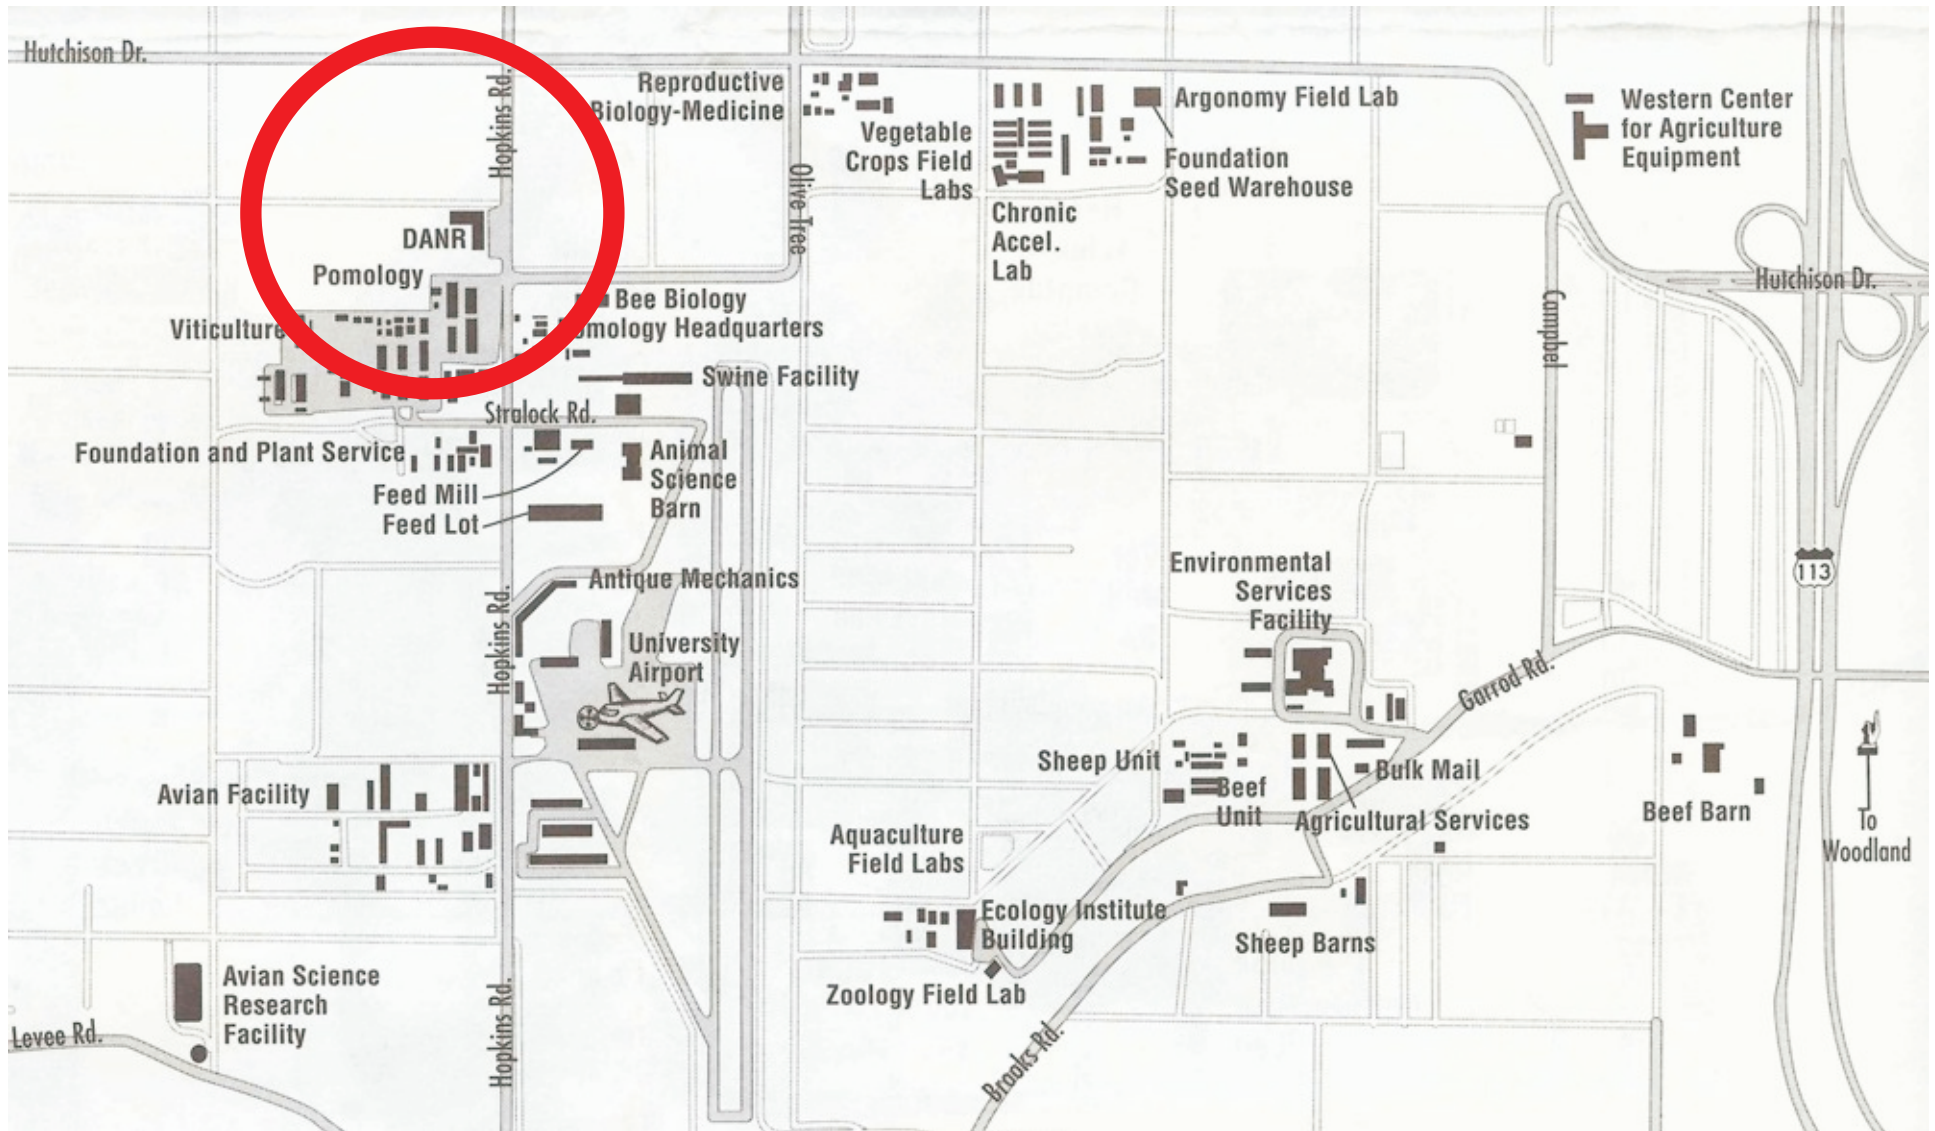 Hutchison Dr.
Hopkins Rd.
Reproductive
Biology-Medicine
Olive Tree
Vegetable
Crops Field
Labs
Argonomy Field Lab
Foundation
Seed Warehouse
Chronic
Accel.
Lab
Western Center
for Agriculture
Equipment
DANR
Pomology
Viticulture
Bee Biology
omology Headquarters
Swine Facility
Stralock Rd.
Hutchison Dr.
Campbel
Foundation and Plant Service
Feed Mill
Feed Lot
Animal
Science
Barn
Antique Mechanics
Hopkins Rd.
University
Airport
Environmental
Services
Facility
113
Garrod Rd.
Sheep Unit
Beef
Unit
Bulk Mail
Agricultural Services
Beef Barn
To
Woodland
Avian Facility
Aquaculture
Field Labs
Ecology Institute
Building
Sheep Barns
Zoology Field Lab
Avian Science
Research
Facility
Levee Rd.
Hopkins Rd.
Brooks Rd.